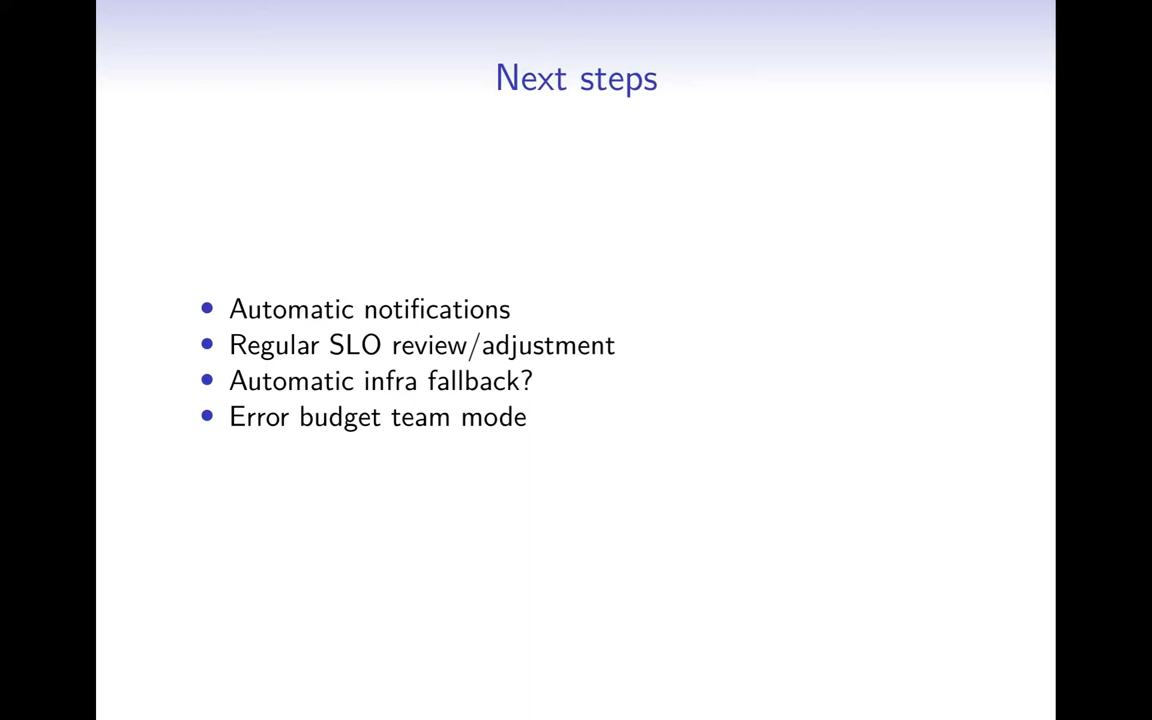 Next steps
Automatic notifications
Regular SLO review/adjustment
Automatic infra fallback?
Error budget team mode